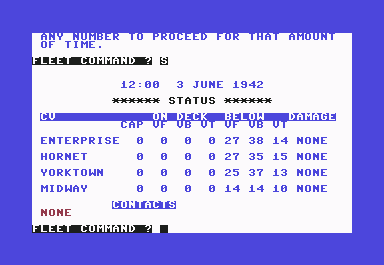 ANY NUMBER TO PROCEED FOR THAT AMOUNT
OF TIME.
FLEET COMMAND ? S
12:00 3 JUNE 1942
****** STATUS ******
CV ON DECK BELOW DAMAGE
CAP VF VB VT VF VB VT
ENTERPRISE 0 0 0 0 27 38 14 NONE
HORNET 0 0 0 0 27 35 15 NONE
YORKTOWN 0 0 0 0 25 37 13 NONE
MIDWAY 0 0 0 0 14 14 10 NONE
CONTACTS
NONE
FLEET COMMAND ?